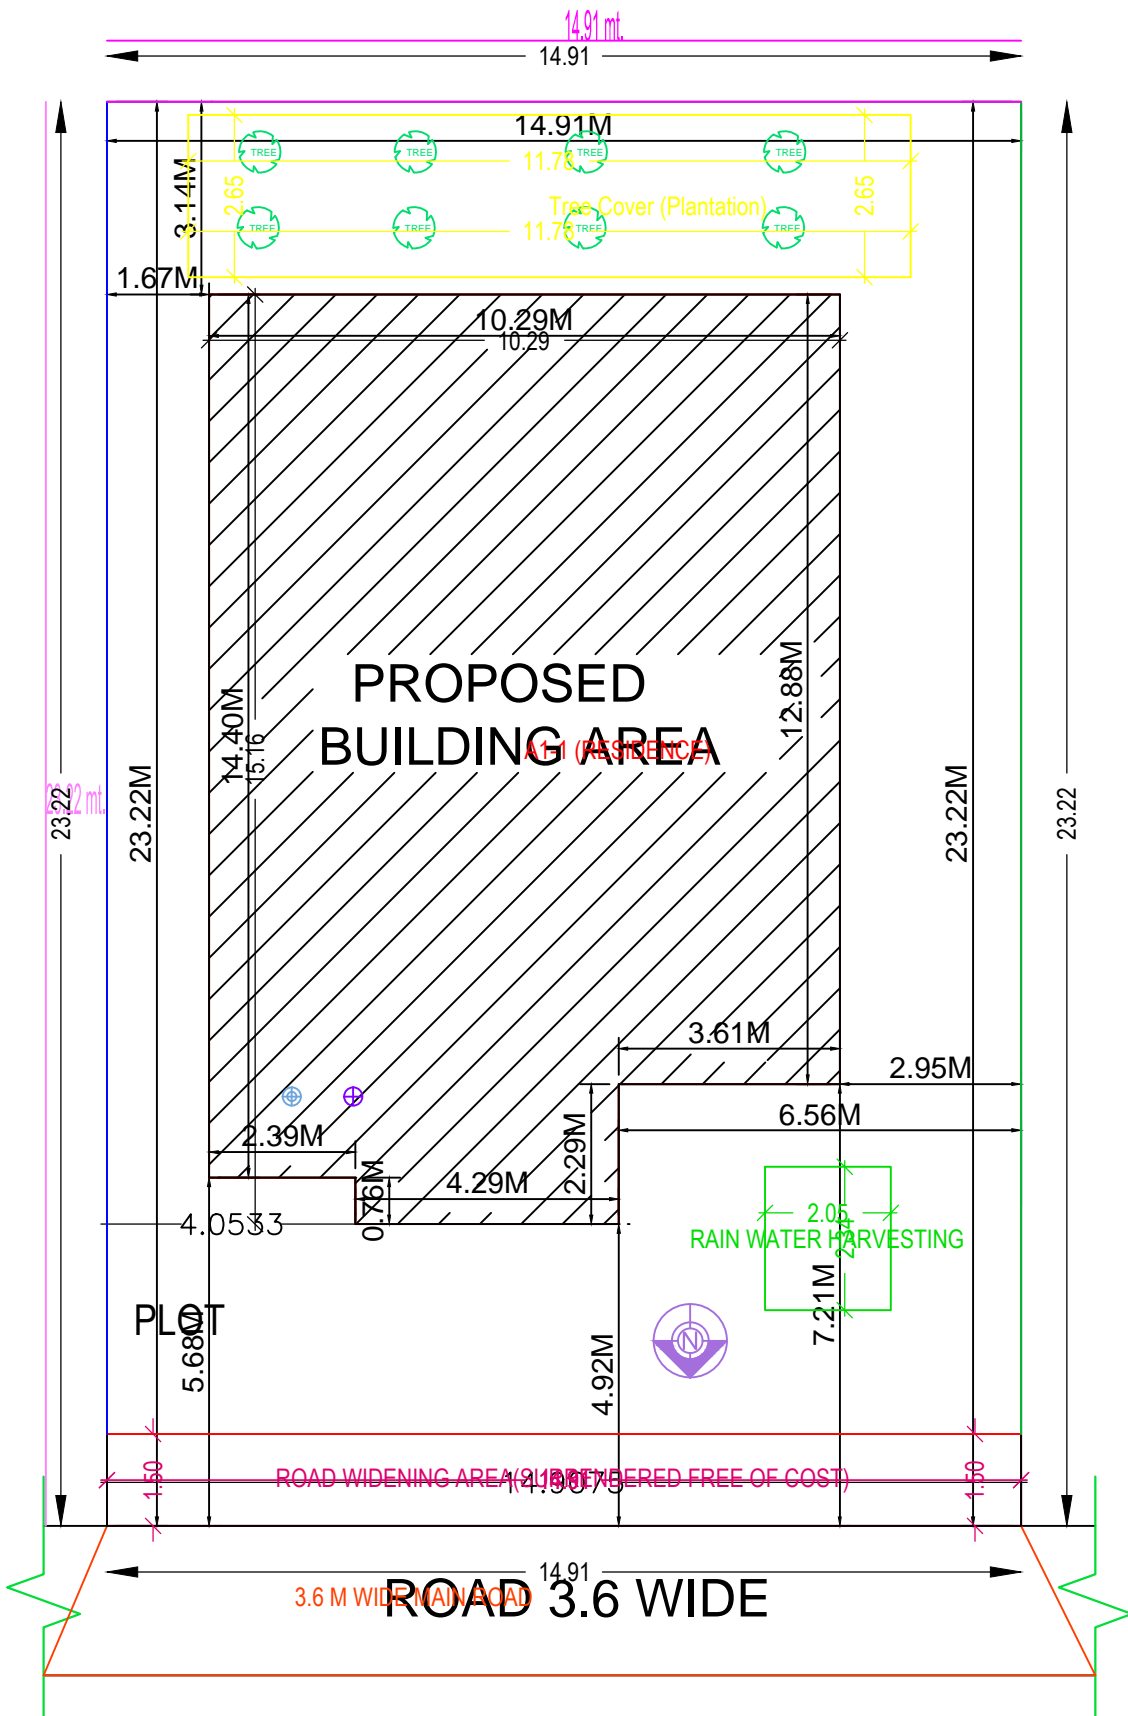 14.91 mt.
14.91
14.91M
TREE TREE TREE TREE
11.78
3.14M
2.65
Tree Cover (Plantation)
2.65
TREE TREE TREE TREE
11.78
1.67M
10.29M
10.29
PROPOSED
BUILDING AREA
A1-1 (RESIDENCE)
12.88M
14.40M
15.16
23.22 mt.
23.22
23.22M
23.22M
23.22
3.61M
2.95M
6.56M
2.39M
2.29M
4.29M
0.76M
4.0533
2.05
RAIN WATER HARVESTING
2.34
7.21M
PLOT
5.68M
4.92M
N
1.50
ROAD WIDENING AREA(SURRENDERED FREE OF COST)
1.50
14.91
3.6 M WIDE MAIN ROAD
ROAD 3.6 WIDE